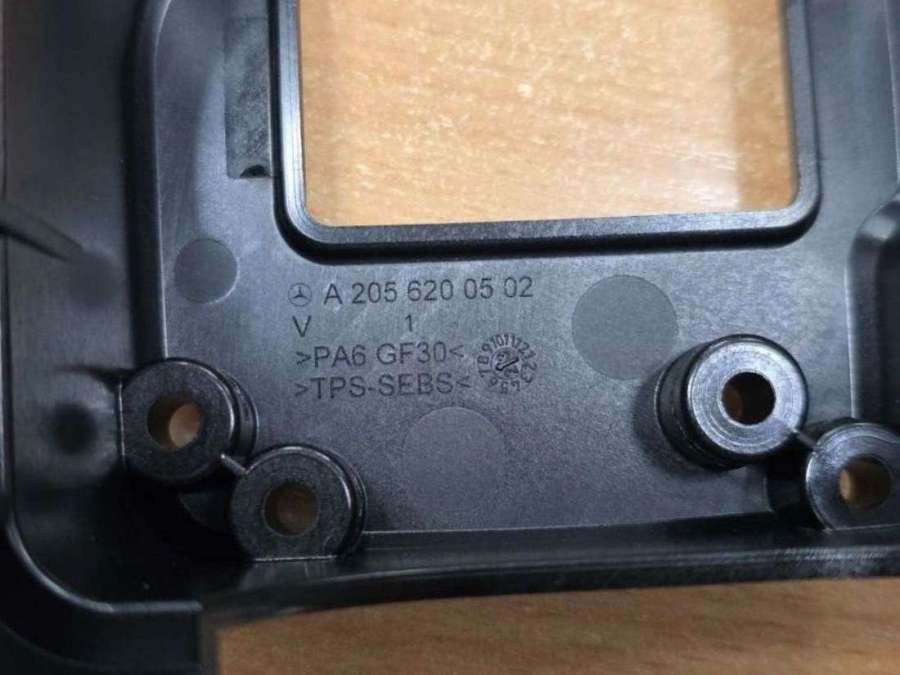 A 205 620 05 02
V 1
>PA6 GF30<
>TPS-SEBS<